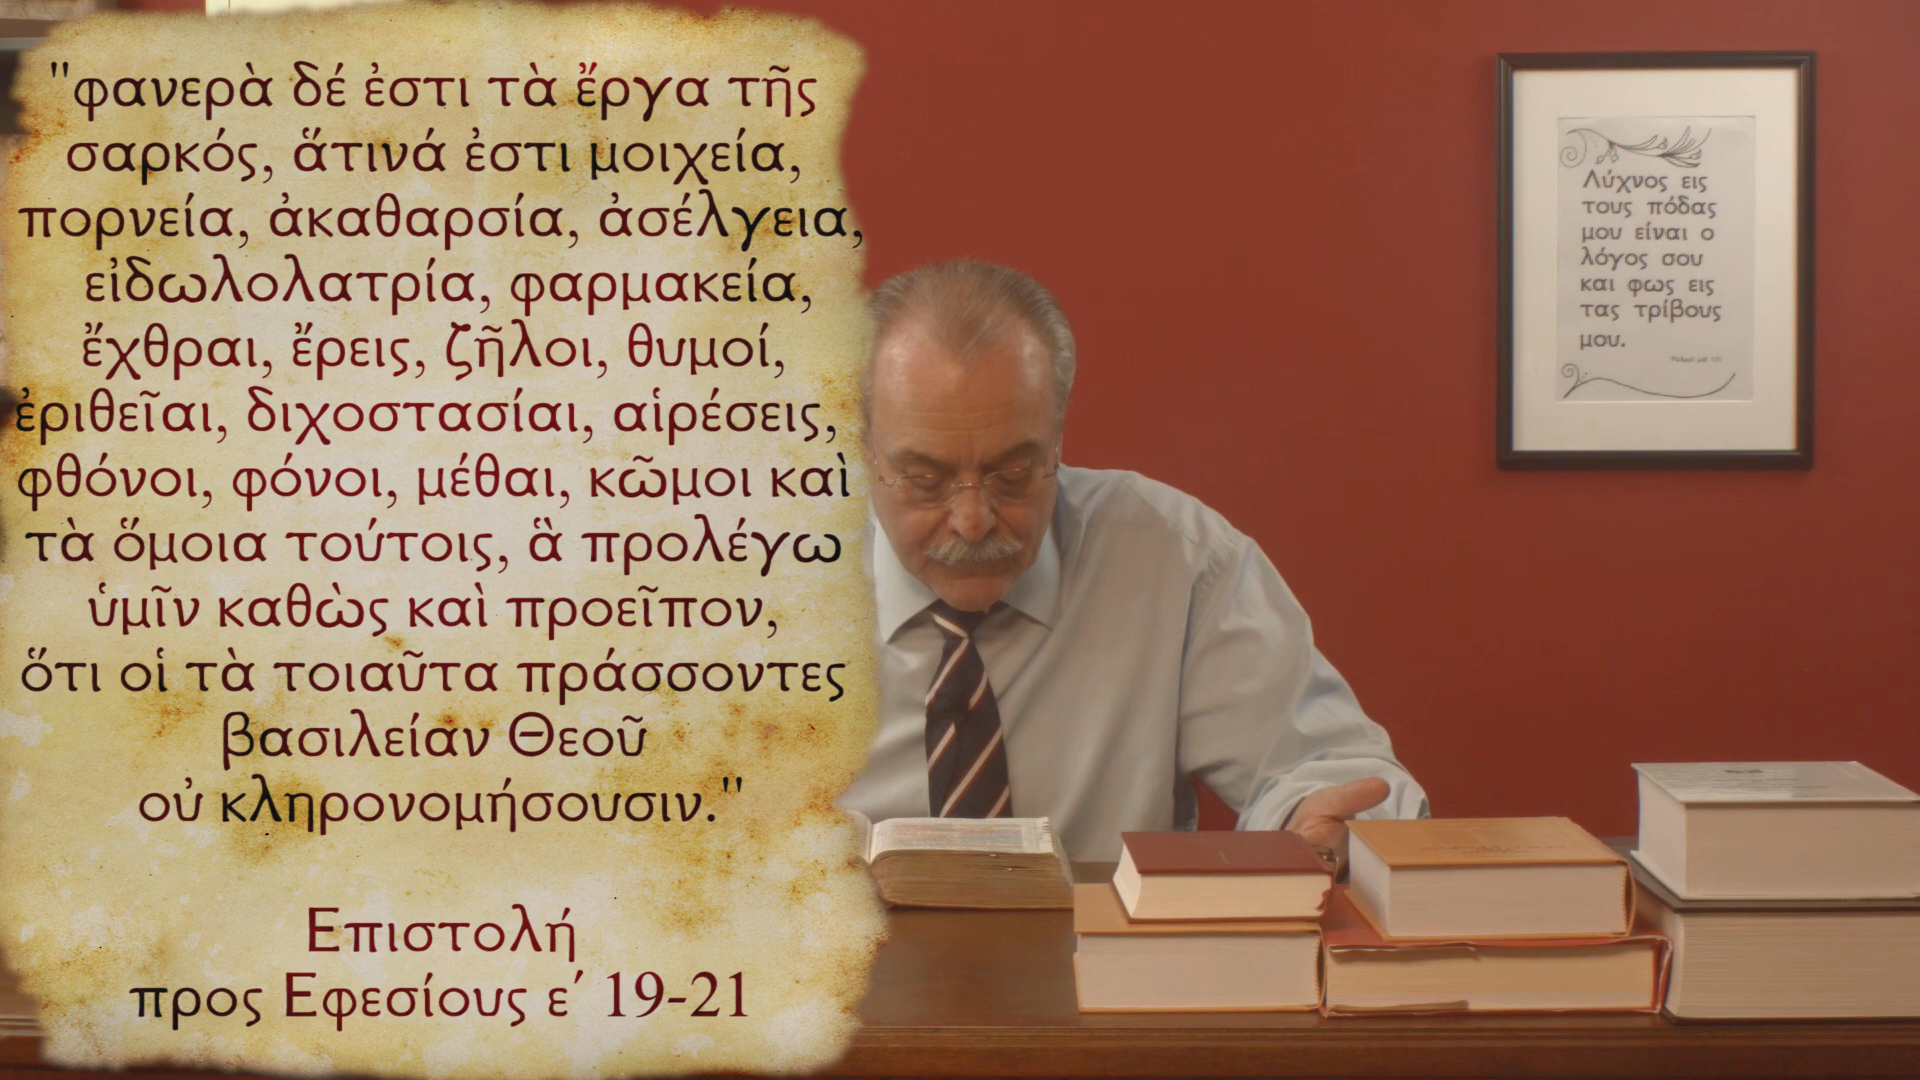 "φανερὰ δέ ἐστι τὰ ἔργα τῆς
σαρκός, ἅτινά ἐστι μοιχεία,
πορνεία, ἀκαθαρσία, ἀσέλγεια,
εἰδωλολατρία, φαρμακεία,
ἔχθραι, ἔρεις, ζῆλοι, θυμοί,
ἐριθεῖαι, διχοστασίαι, αἱρέσεις,
φθόνοι, φόνοι, μέθαι, κῶμοι καὶ
τὰ ὅμοια τούτοις, ἃ προλέγω
ὑμῖν καθὼς καὶ προεῖπον,
ὅτι οἱ τὰ τοιαῦτα πράσσοντες
βασιλείαν Θεοῦ
οὐ κληρονομήσουσιν."
Επιστολή
προς Εφεσίους ε΄ 19-21
Λύχνος εις
τους πόδας
μου είναι ο
λόγος σου
και φως εις
τας τρίβους
μου.